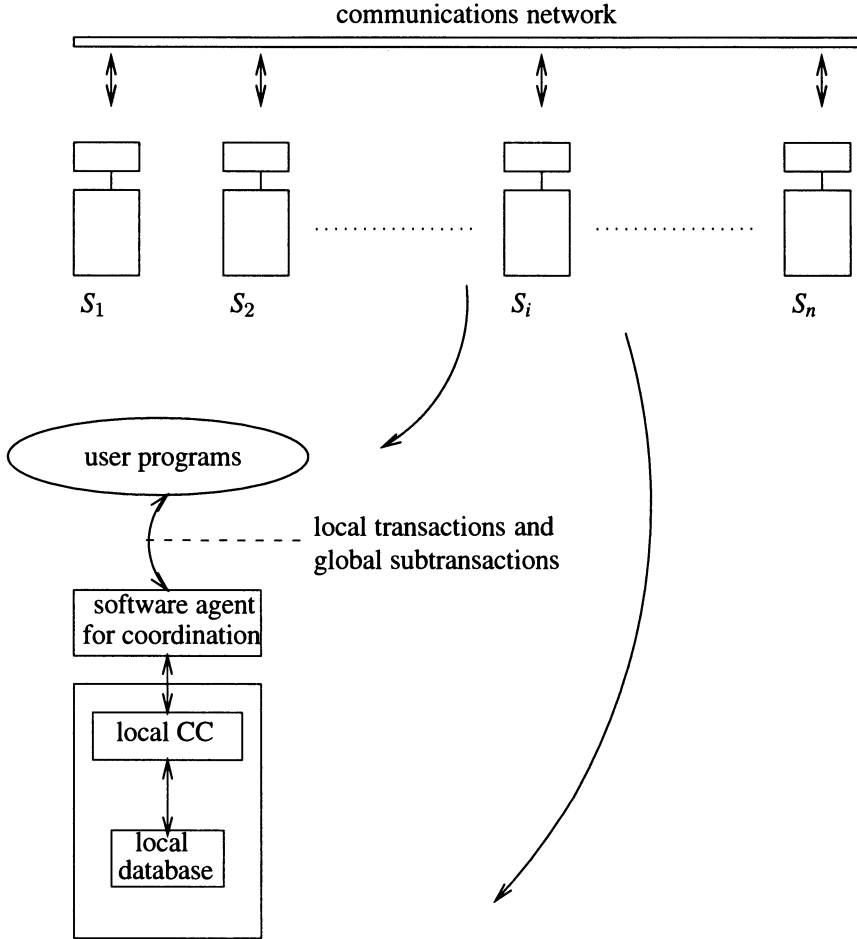 communications network
S₁
S₂
Sᵢ
Sₙ
user programs
local transactions and
global subtransactions
software agent
for coordination
local CC
local
database